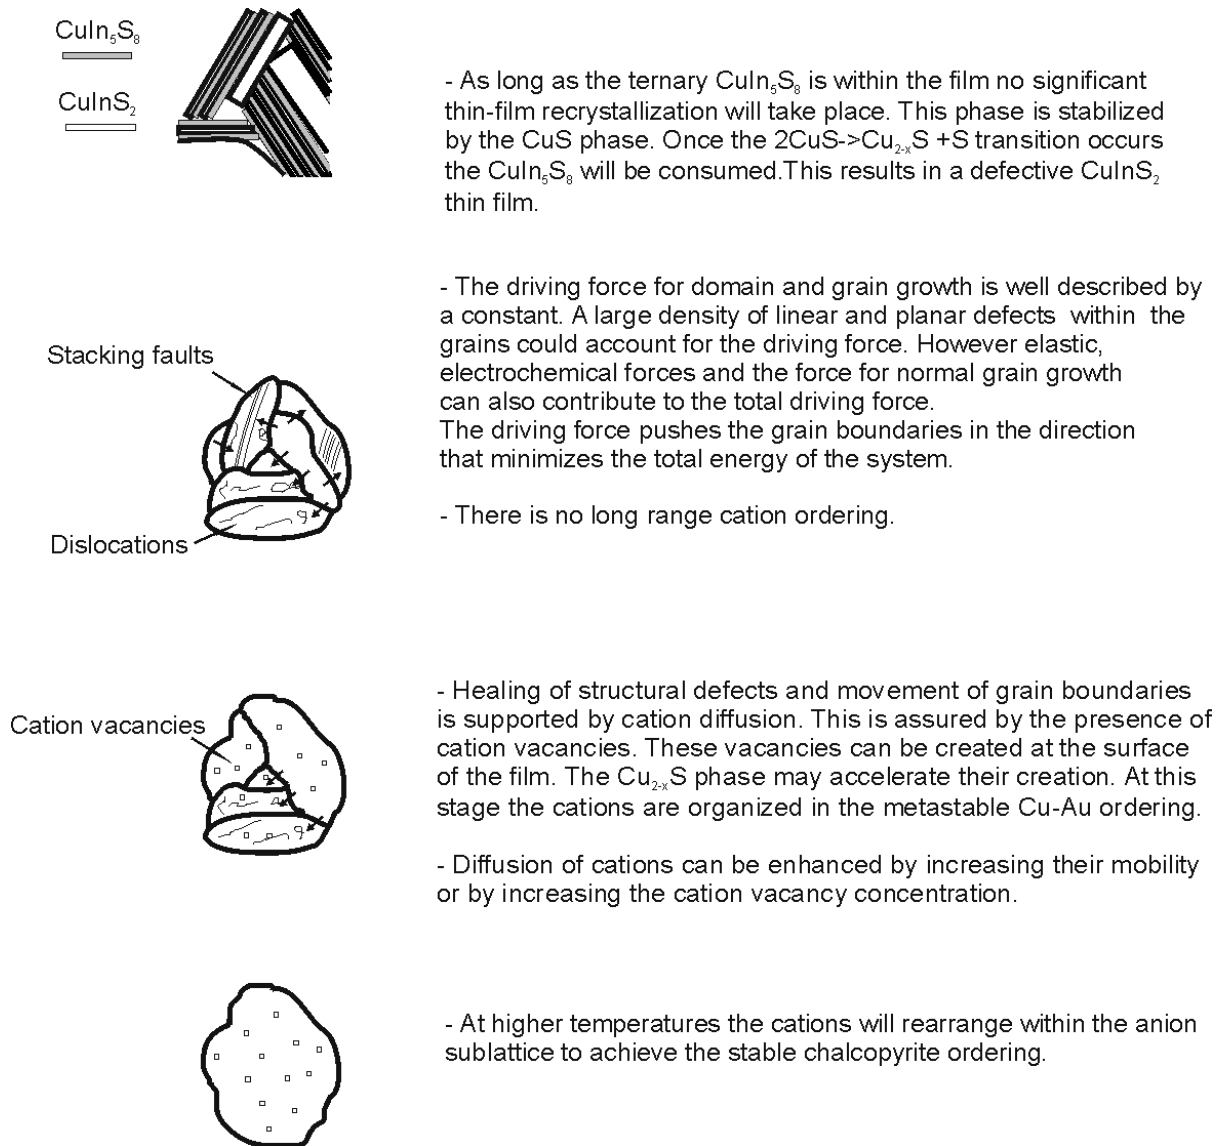 CuIn₅S₈
CuInS₂
- As long as the ternary CuIn₅S₈ is within the film no significant
thin-film recrystallization will take place. This phase is stabilized
by the CuS phase. Once the 2CuS->Cu₂₋ₓS +S transition occurs
the CuIn₅S₈ will be consumed.This results in a defective CuInS₂
thin film.
Stacking faults
Dislocations
- The driving force for domain and grain growth is well described by
a constant. A large density of linear and planar defects within the
grains could account for the driving force. However elastic,
electrochemical forces and the force for normal grain growth
can also contribute to the total driving force.
The driving force pushes the grain boundaries in the direction
that minimizes the total energy of the system.
- There is no long range cation ordering.
Cation vacancies
- Healing of structural defects and movement of grain boundaries
is supported by cation diffusion. This is assured by the presence of
cation vacancies. These vacancies can be created at the surface
of the film. The Cu₂₋ₓS phase may accelerate their creation. At this
stage the cations are organized in the metastable Cu-Au ordering.
- Diffusion of cations can be enhanced by increasing their mobility
or by increasing the cation vacancy concentration.
- At higher temperatures the cations will rearrange within the anion
sublattice to achieve the stable chalcopyrite ordering.